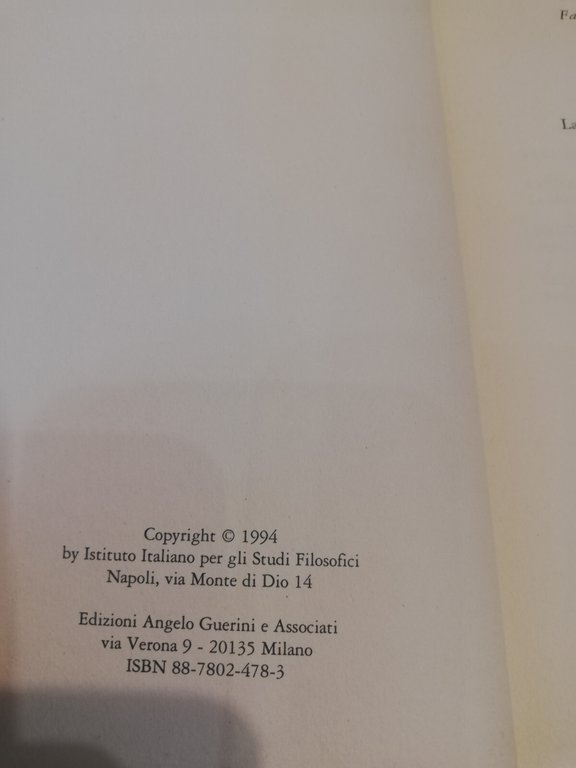 Copyright © 1994
by Istituto Italiano per gli Studi Filosofici
Napoli, via Monte di Dio 14
Edizioni Angelo Guerini e Associati
via Verona 9 - 20135 Milano
ISBN 88-7802-478-3